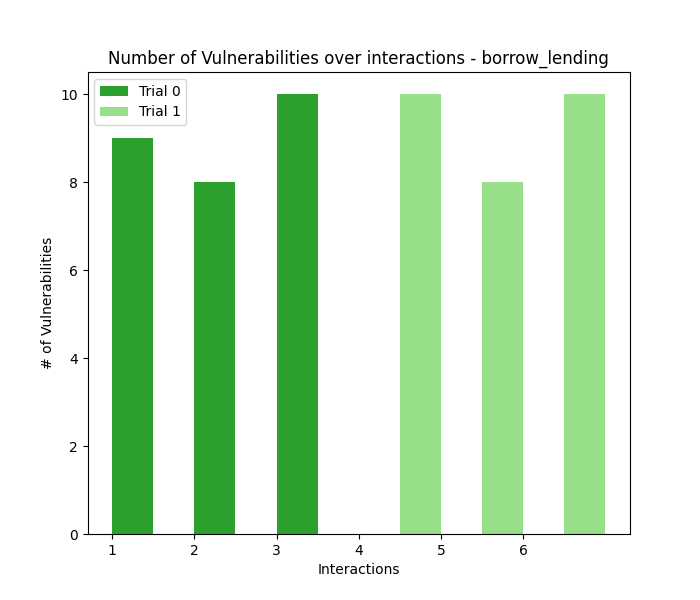 Number of Vulnerabilities over interactions - borrow_lending
Trial 0
Trial 1
10
8
6
4
2
0
# of Vulnerabilities
1 2 3 4 5 6
Interactions